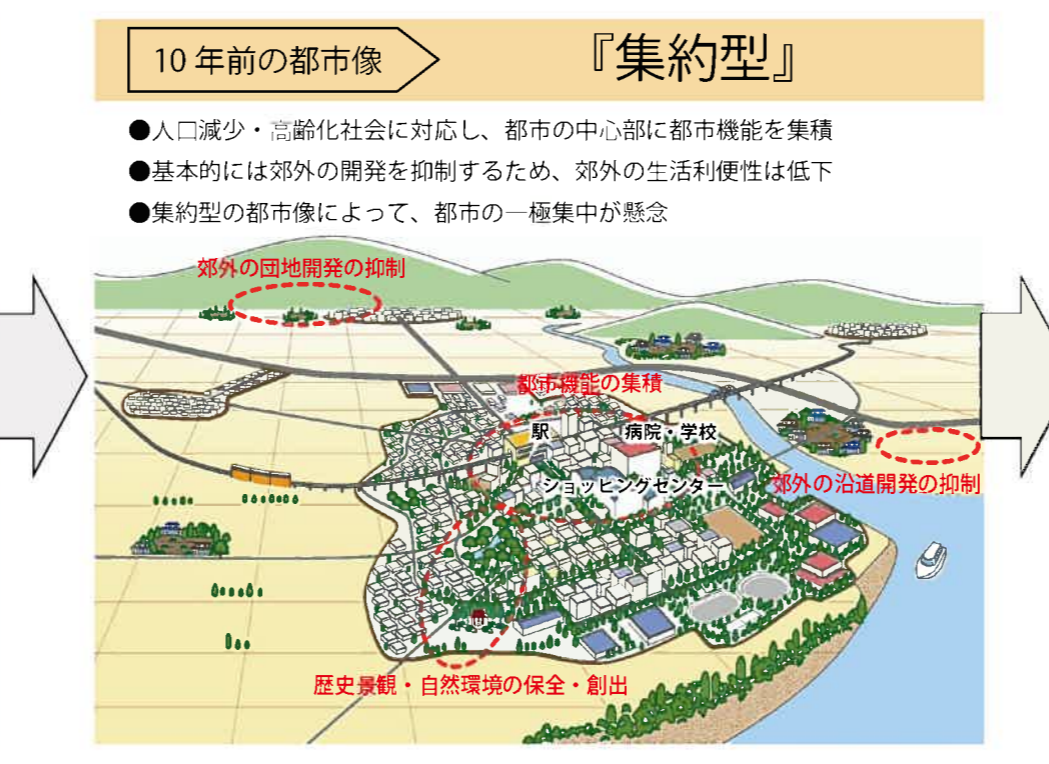 10年前の都市像
『集約型』
●人口減少・高齢化社会に対応し、都市の中心部に都市機能を集積
●基本的には郊外の開発を抑制するため、郊外の生活利便性は低下
●集約型の都市像によって、都市の一極集中が懸念
郊外の団地開発の抑制
都市機能の集積
駅
病院・学校
ショッピングセンター
郊外の沿道開発の抑制
歴史景観・自然環境の保全・創出